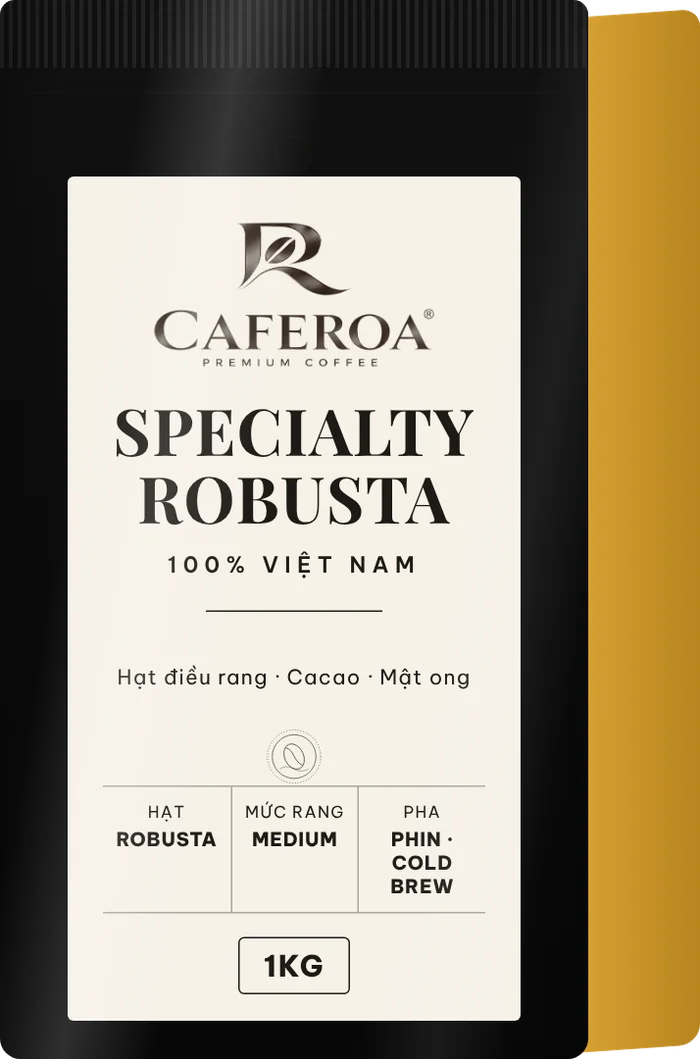 R
CAFEROA®
PREMIUM COFFEE
SPECIALTY
ROBUSTA
100% VIỆT NAM
Hạt điều rang · Cacao · Mật ong
HẠT
ROBUSTA
MỨC RANG
MEDIUM
PHA
PHIN ·
COLD
BREW
1KG